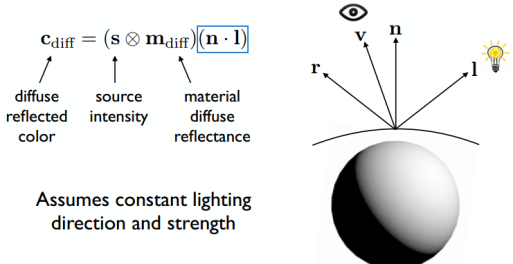 c_diff = (s ⊗ m_diff)(n · l)
diffuse reflected color
source intensity
material diffuse reflectance
Assumes constant lighting
direction and strength
r
v
n
l